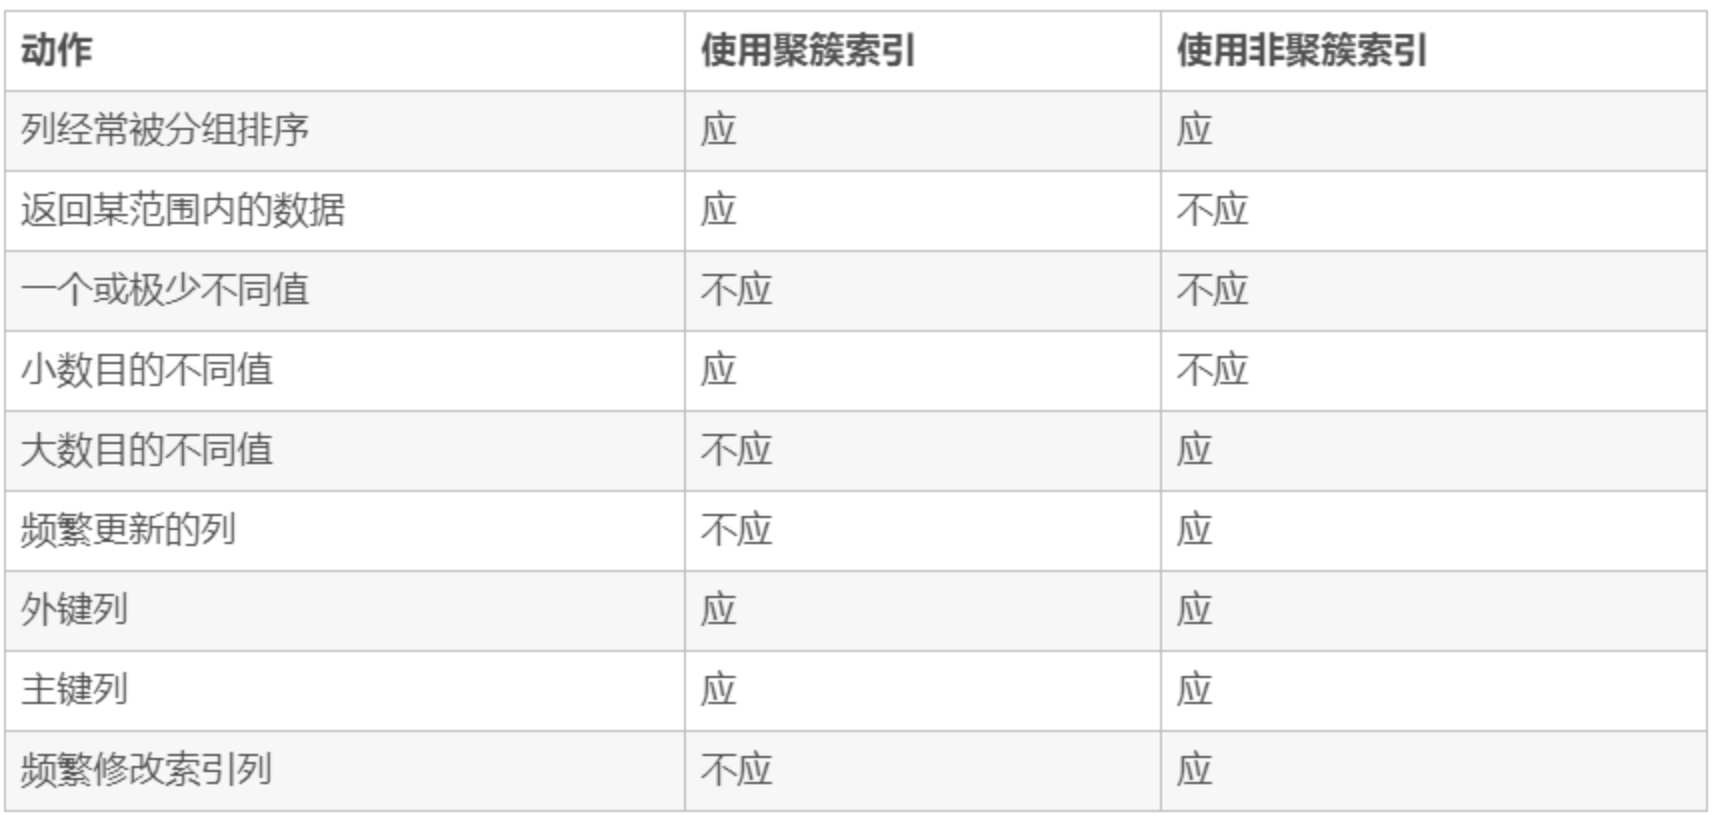 动作 使用聚簇索引 使用非聚簇索引
列经常被分组排序 应 应
返回某范围内的数据 应 不应
一个或极少不同值 不应 不应
小数目的不同值 应 不应
大数目的不同值 不应 应
频繁更新的列 不应 应
外键列 应 应
主键列 应 应
频繁修改索引列 不应 应